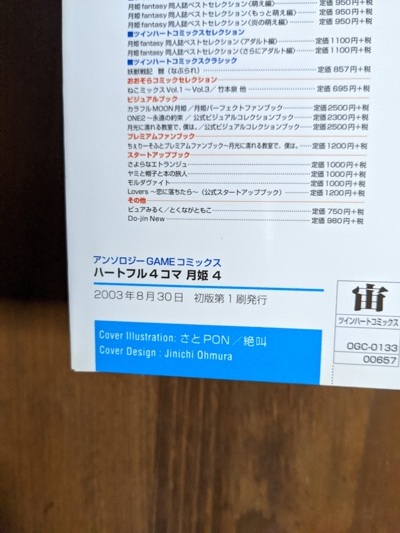 月姫 fantasy 同人誌ベストセレクション〈萌え編〉 定価 950円+税
月姫 fantasy 同人誌ベストセレクション〈もっと萌え編〉 定価 950円+税
月姫 fantasy 同人誌ベストセレクション〈炎の萌え編〉 定価 950円+税
■ツインハートコミックスセレクション
月姫 fantasy 同人誌ベストセレクション〈アダルト編〉 定価1100円+税
月姫 fantasy 同人誌ベストセレクション〈さらにアダルト編〉 定価1100円+税
■ツインハートコミックスクラシック
妖獣戦記 嬲(なぶられ) 定価 857円+税
おおぞらコミックセレクション
ねこミックス Vol.1〜Vol.3/竹本泉 他 定価 695円+税
ビジュアルブック
カラフルMOON月姫/月姫パーフェクトファンブック 定価2500円+税
ONE2〜永遠の約束/公式ビジュアルコレクションブック 定価2300円+税
月光に濡れる教室で、僕は。/公式ビジュアルコレクションブック 定価2500円+税
プレミアムファンブック
ちぇりーそふとプレミアムファンブック〜月光に濡れる教室で、僕は。 定価1200円+税
スタートアップブック
さよならエトランジュ 定価1000円+税
ヤミと帽子と本の旅人 定価1000円+税
モルダヴァイト 定価1000円+税
Lovers 〜恋に落ちたら〜(公式スタートアップブック) 定価1200円+税
その他
ピュアみるく/とくながともこ 定価 750円+税
Do-jin New 定価 980円+税
アンソロジーGAMEコミックス
ハートフル4コマ 月姫 4
2003年8月30日 初版第1刷発行
Cover Illustration: さとPON/絶叫
Cover Design : Jinichi Ohmura
宙
ツインハートコミックス
OGC-0133
00657